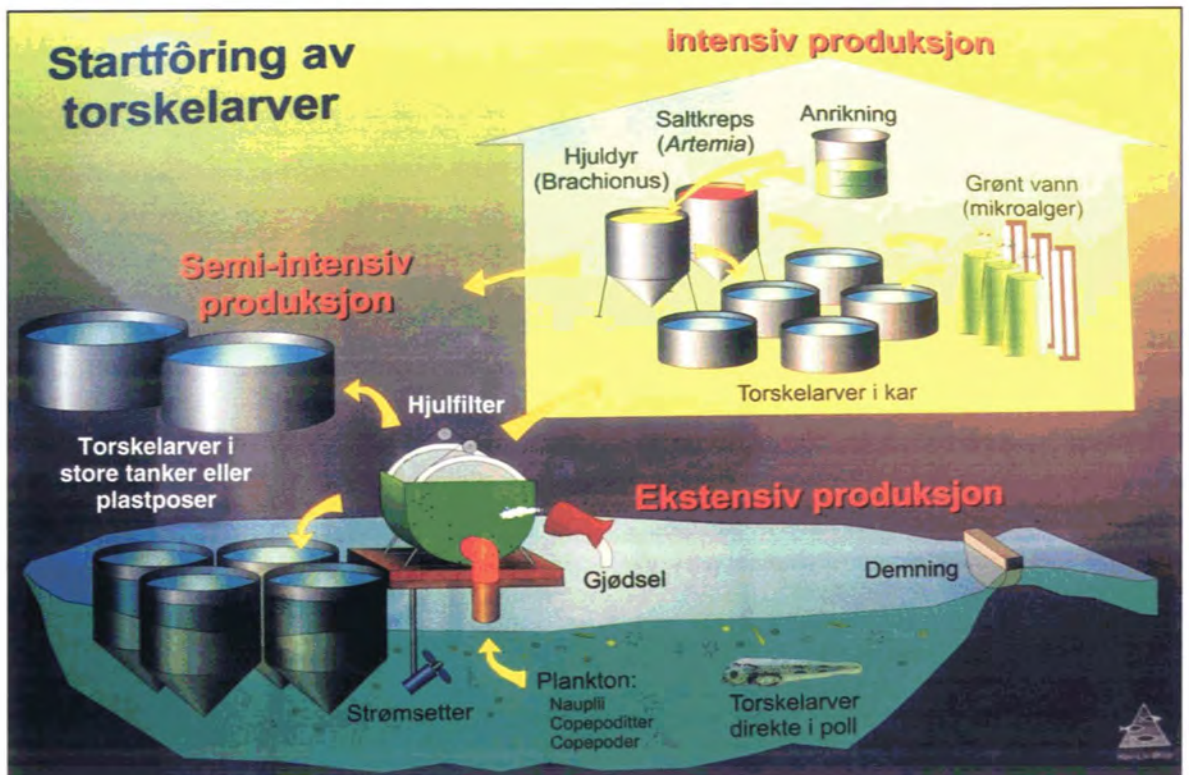 Startfôring av
torskelarver
intensiv produksjon
Saltkreps
(Artemia)
Anrikning
Hjuldyr
(Brachionus)
Grønt vann
(mikroalger)
Torskelarver i kar
Semi-intensiv
produksjon
Hjulfilter
Torskelarver i
store tanker eller
plastposer
Ekstensiv produksjon
Gjødsel
Demning
Strømsetter
Plankton:
Nauplii
Copepoditter
Copepoder
Torskelarver
direkte i poll